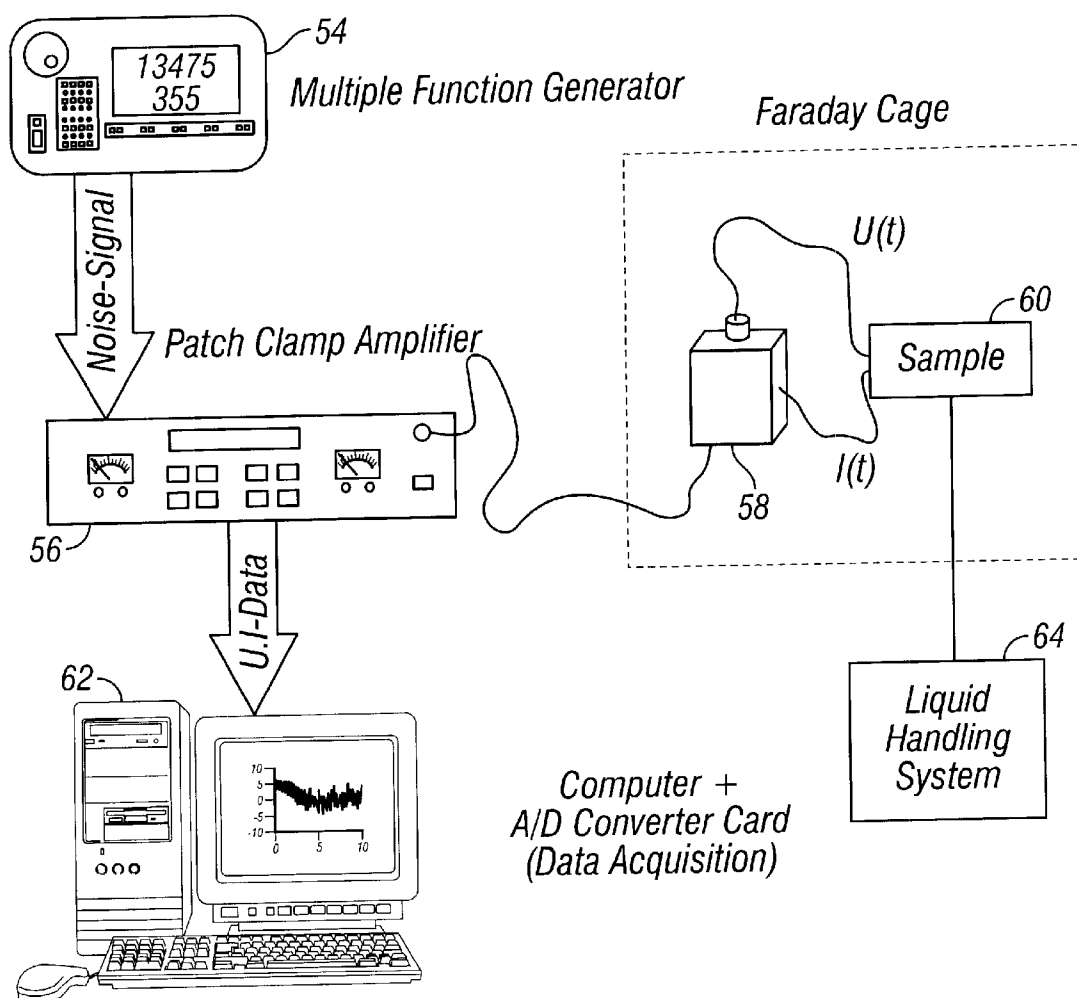 54
13475
355
Multiple Function Generator
Faraday Cage
Noise-Signal
U(t)
60
Patch Clamp Amplifier
Sample
I(t)
58
56
U.I-Data
64
62
Liquid
Handling
System
10
5
0
-5
-10
0
5
10
Computer +
A/D Converter Card
(Data Acquisition)